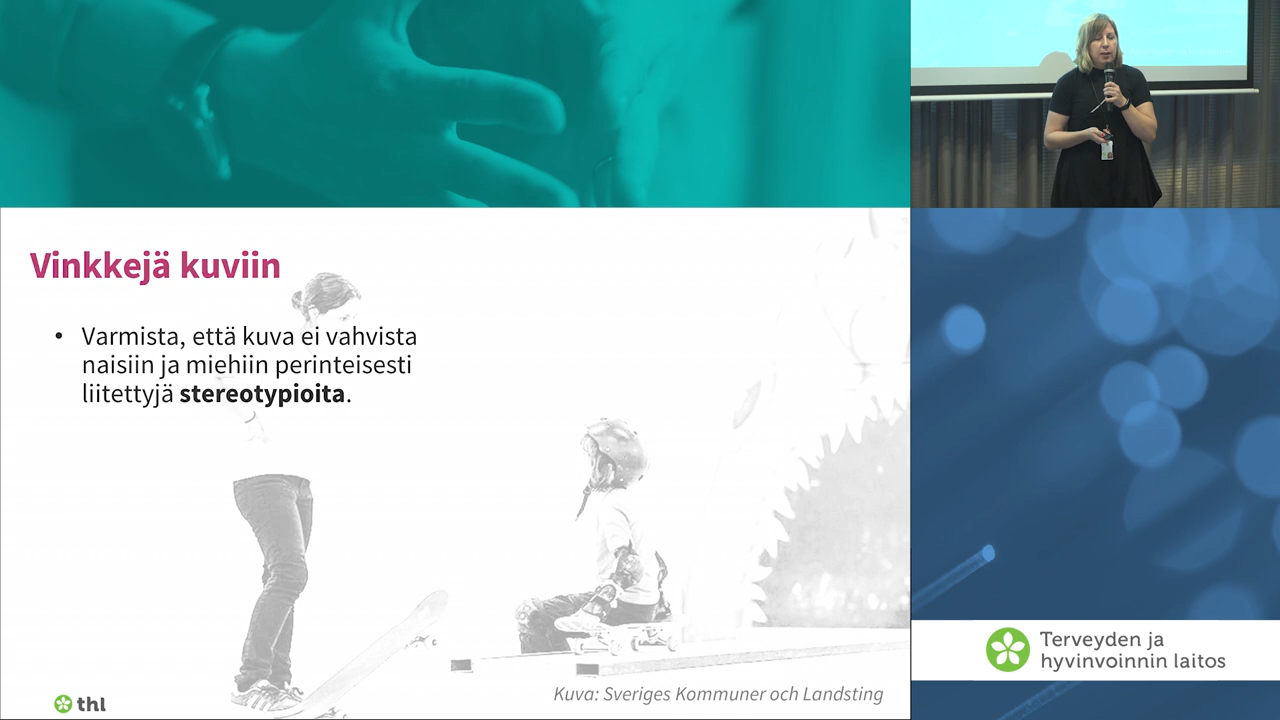 Vinkkejä kuviin
• Varmista, että kuva ei vahvista
naisiin ja miehiin perinteisesti
liitettyjä stereotypioita.
Kuva: Sveriges Kommuner och Landsting
thl
Terveyden ja
hyvinvoinnin laitos